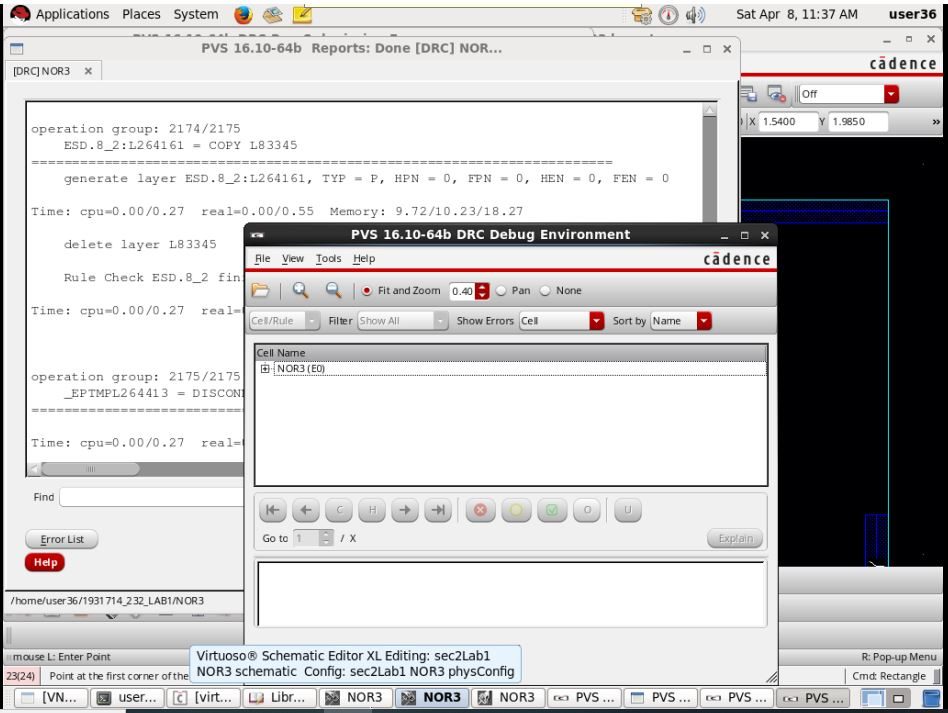 Applications Places System Sat Apr 8, 11:37 AM user36
PVS 16.10-64b Reports: Done [DRC] NOR...
cādence
[DRC] NOR3
Off
X 1.5400 Y 1.9850 »
operation group: 2174/2175
ESD.8_2:L264161 = COPY L83345
generate layer ESD.8_2:L264161, TYP = P, HPN = 0, FPN = 0, HEN = 0, FEN = 0
Time: cpu=0.00/0.27 real=0.00/0.55 Memory: 9.72/10.23/18.27
delete layer L83345
Rule Check ESD.8_2 fin
Time: cpu=0.00/0.27 real=
operation group: 2175/2175
_EPTMPL264413 = DISCON
Time: cpu=0.00/0.27 real=
Find
Error List
Help
/home/user36/1931714_232_LAB1/NOR3
PVS 16.10-64b DRC Debug Environment
File View Tools Help
cādence
Fit and Zoom 0.40 Pan None
Cell/Rule Filter Show All Show Errors Cell Sort by Name
Cell Name
NOR3 (E0)
C H O U
Go to 1 / X Explain
mouse L: Enter Point
R: Pop-up Menu
23(24) Point at the first corner of the
Cmd: Rectangle
Virtuoso® Schematic Editor XL Editing: sec2Lab1
NOR3 schematic Config: sec2Lab1 NOR3 physConfig
[VN... user... [virt... Libr... NOR3 NOR3 NOR3 PVS ... PVS ... PVS ... PVS ...